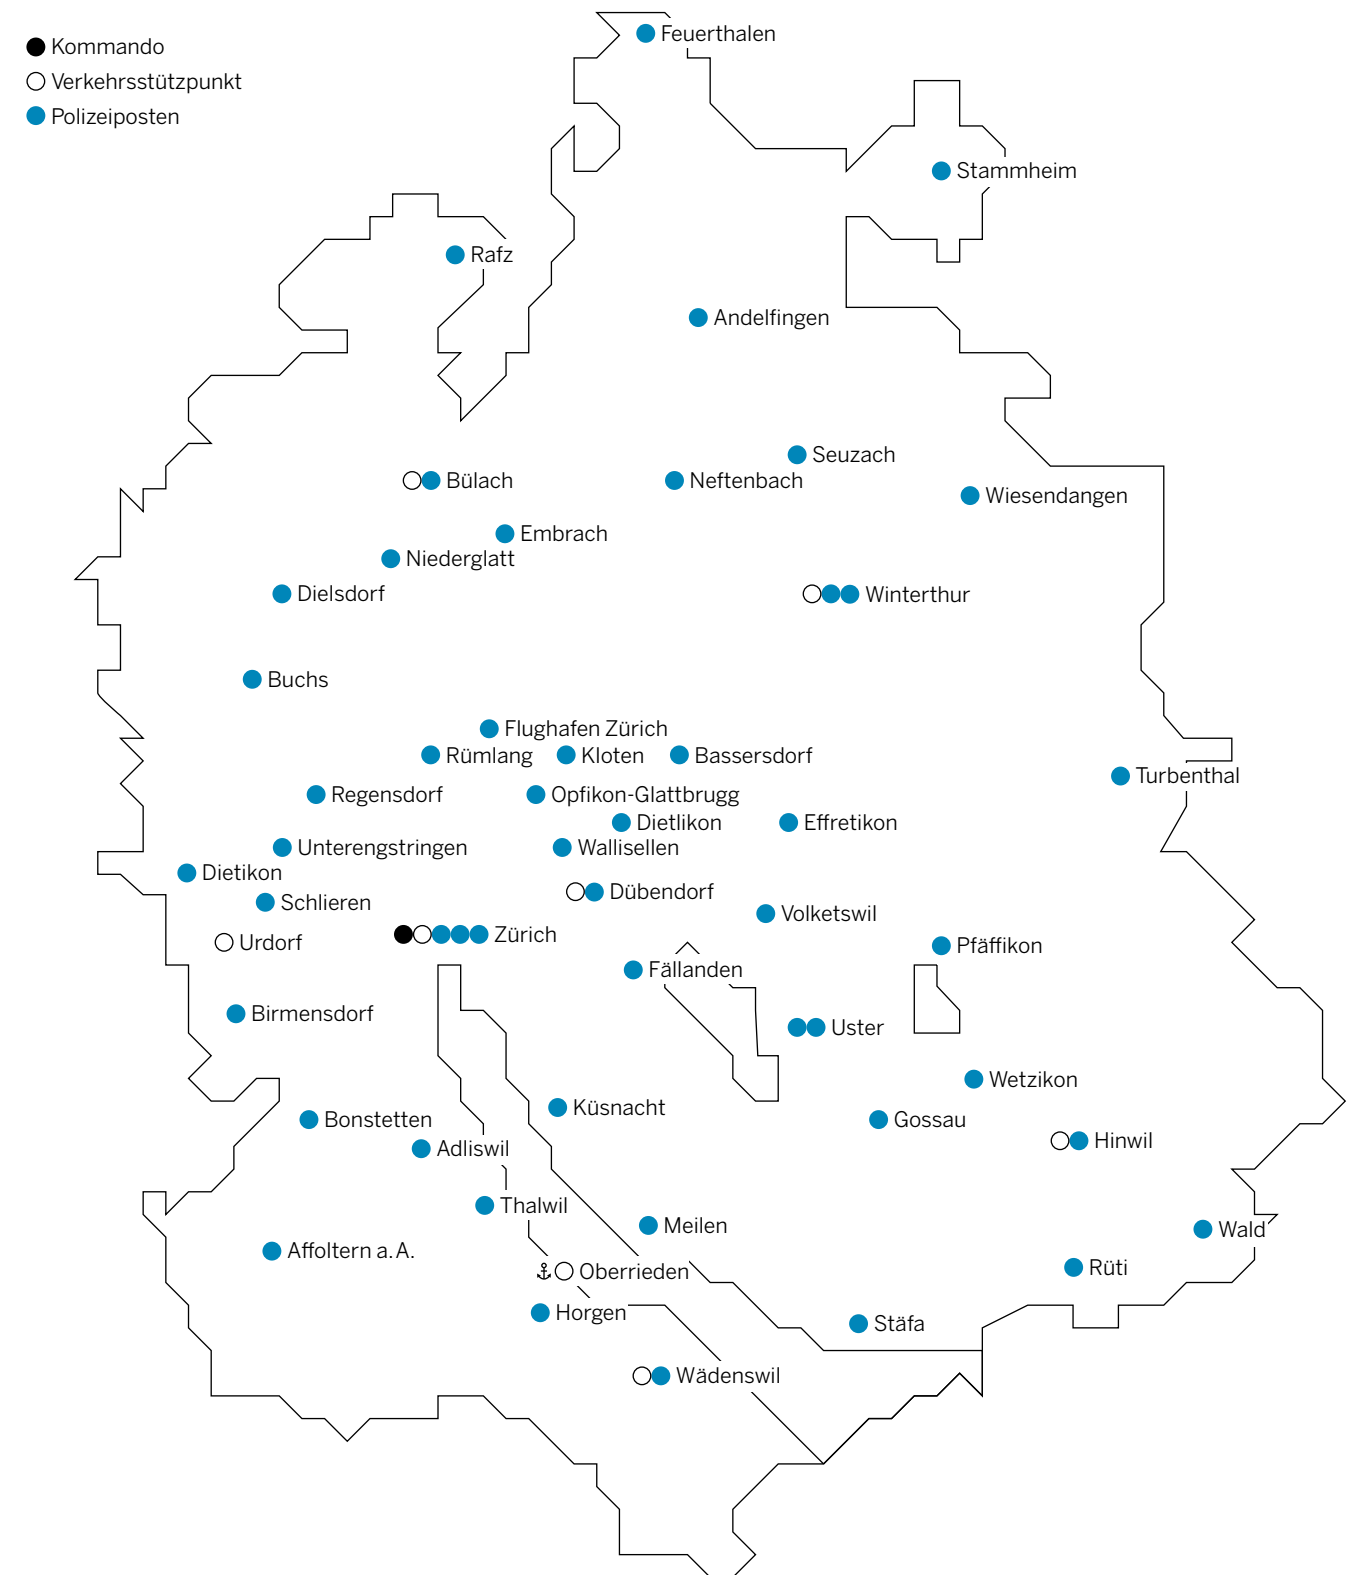 Kommando
Verkehrsstützpunkt
Polizeiposten
Feuerthalen
Stammheim
Rafz
Andelfingen
Seuzach
Bülach
Neftenbach
Wiesendangen
Embrach
Niederglatt
Dielsdorf
Winterthur
Buchs
Flughafen Zürich
Rümlang
Kloten
Bassersdorf
Turbenthal
Regensdorf
Opfikon-Glattbrugg
Dietlikon
Effretikon
Unterengstringen
Wallisellen
Dietikon
Dübendorf
Schlieren
Volketswil
Urdorf
Zürich
Pfäffikon
Fällanden
Birmensdorf
Uster
Wetzikon
Küsnacht
Bonstetten
Gossau
Hinwil
Adliswil
Thalwil
Meilen
Wald
Affoltern a. A.
Rüti
Oberrieden
Horgen
Stäfa
Wädenswil